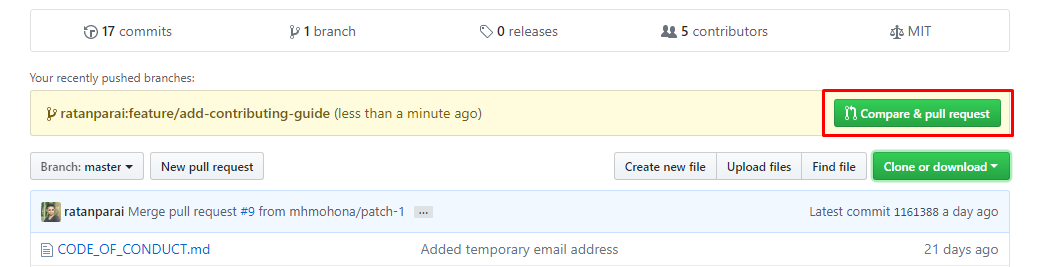 17 commits 1 branch 0 releases 5 contributors MIT
Your recently pushed branches:
ratanparai:feature/add-contributing-guide (less than a minute ago) Compare & pull request
Branch: master New pull request Create new file Upload files Find file Clone or download
ratanparai Merge pull request #9 from mhmohona/patch-1 ... Latest commit 1161388 a day ago
CODE_OF_CONDUCT.md Added temporary email address 21 days ago